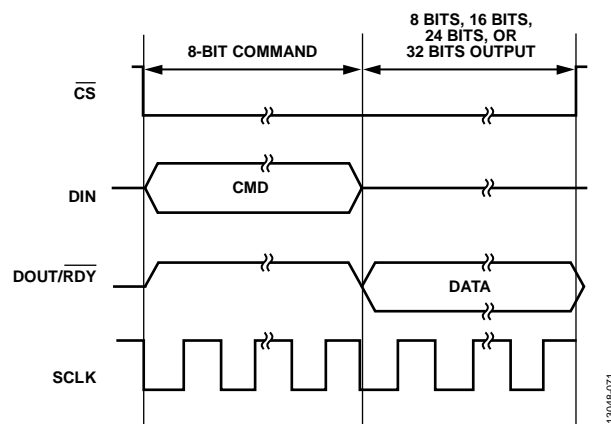 8-BIT COMMAND
8 BITS, 16 BITS,
24 BITS, OR
32 BITS OUTPUT
CS
DIN
CMD
DOUT/RDY
DATA
SCLK
13048-071